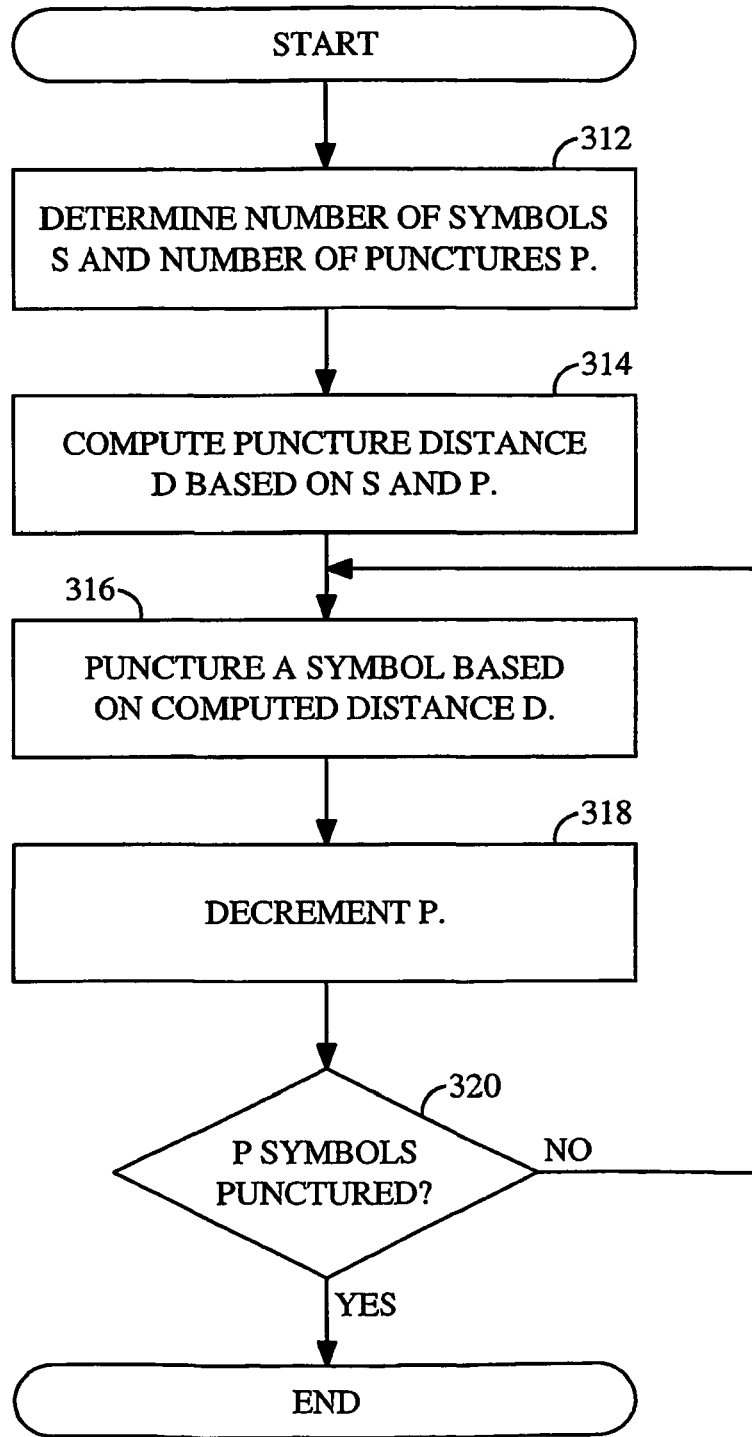 START
312
DETERMINE NUMBER OF SYMBOLS
S AND NUMBER OF PUNCTURES P.
314
COMPUTE PUNCTURE DISTANCE
D BASED ON S AND P.
316
PUNCTURE A SYMBOL BASED
ON COMPUTED DISTANCE D.
318
DECREMENT P.
320
P SYMBOLS
PUNCTURED?
NO
YES
END